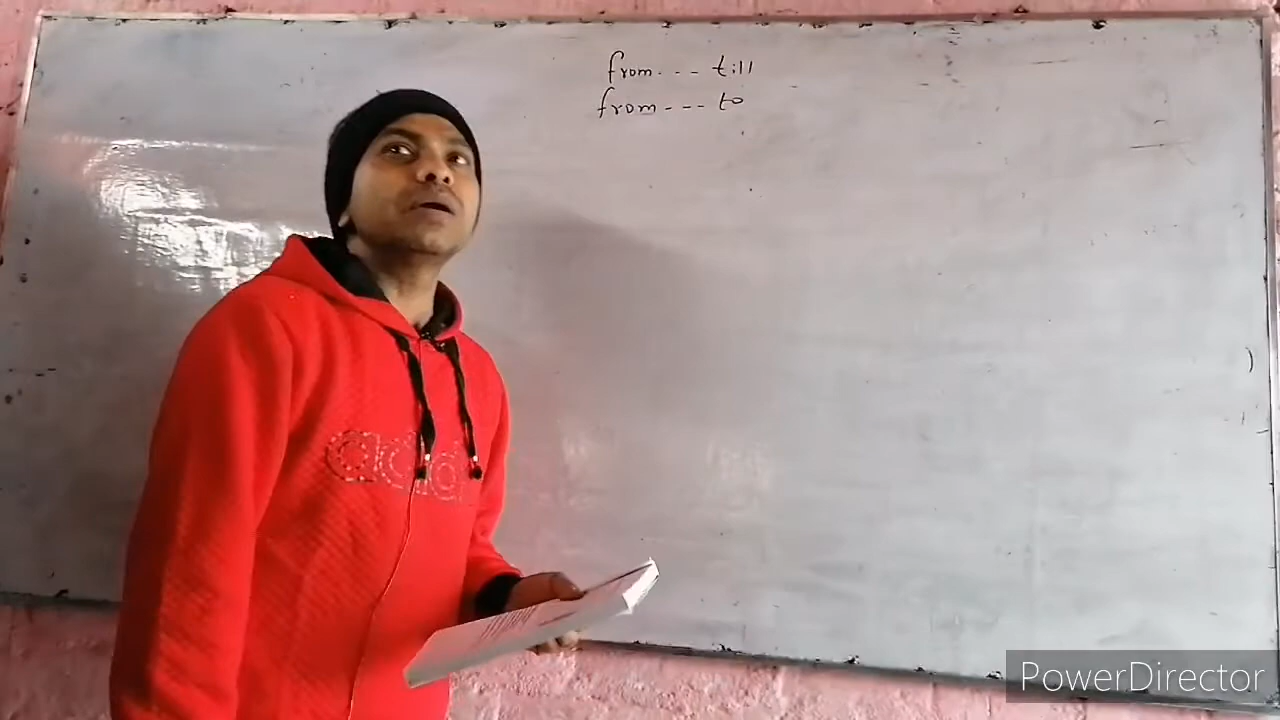 from... till
from--- to
PowerDirector